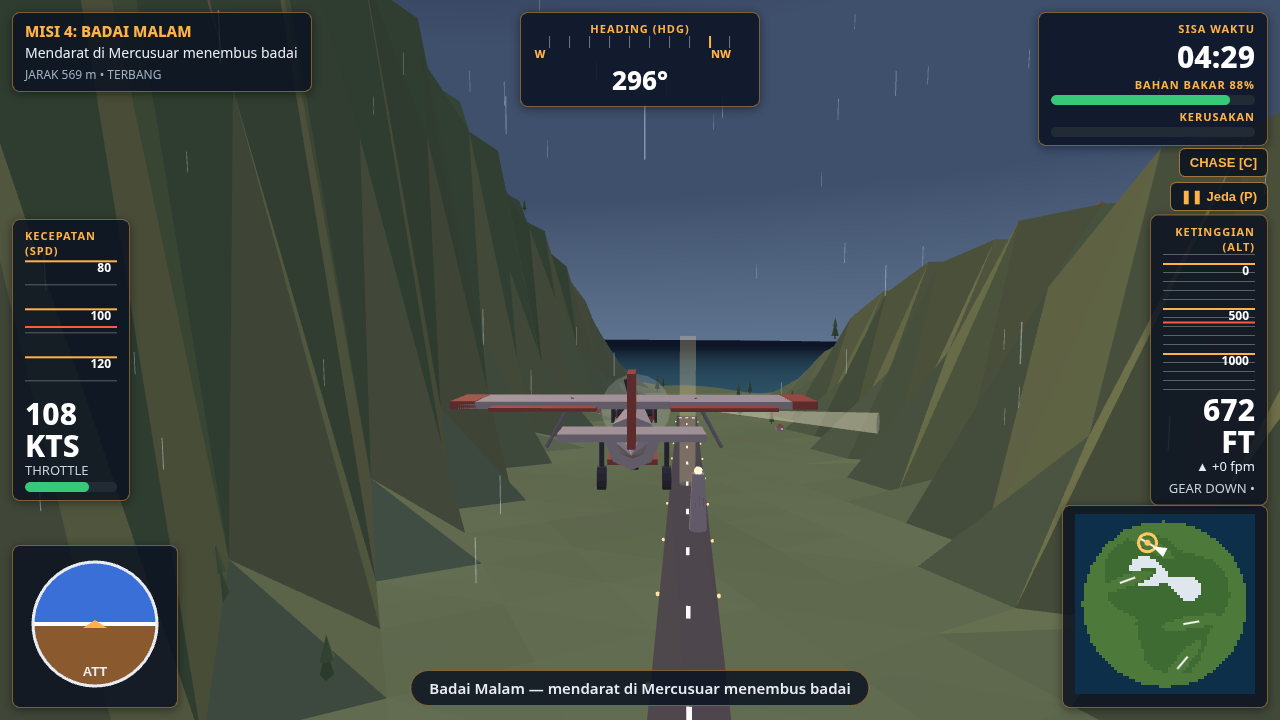 MISI 4: BADAI MALAM
Mendarat di Mercusuar menembus badai
JARAK 569 m • TERBANG
HEADING (HDG)
W NW
296°
SISA WAKTU
04:29
BAHAN BAKAR 88%
KERUSAKAN
CHASE [C]
❚❚ Jeda (P)
KECEPATAN
(SPD)
80
100
120
108
KTS
THROTTLE
KETINGGIAN
(ALT)
0
500
1000
672
FT
▲ +0 fpm
GEAR DOWN •
ATT
Badai Malam — mendarat di Mercusuar menembus badai